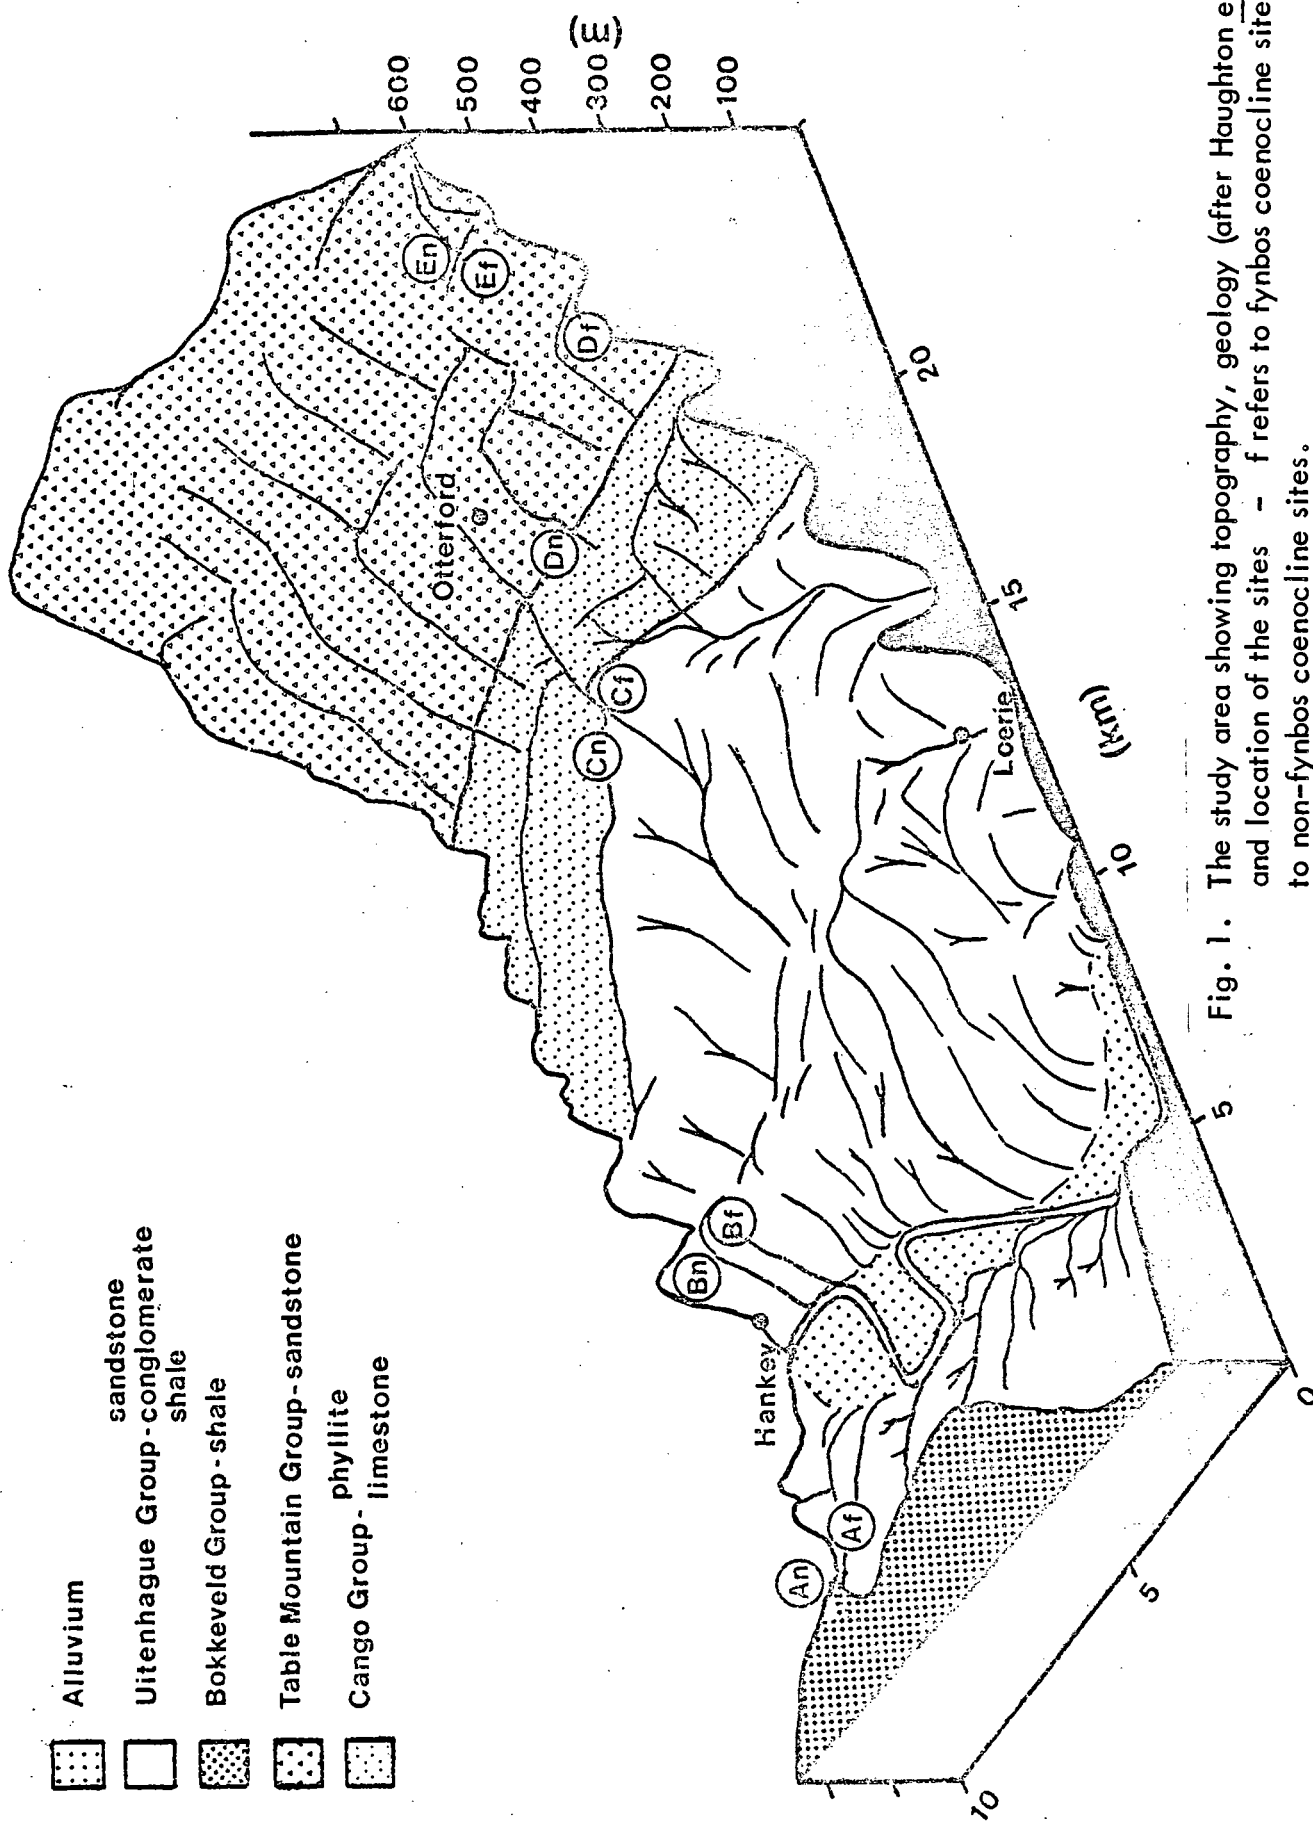 Alluvium
sandstone
Uitenhague Group-conglomerate
shale
Bokkeveld Group-shale
Table Mountain Group-sandstone
phyllite
Cango Group-
limestone
(m)
600
500
400
300
200
100
En
Ef
Df
Otterford
Dn
Cf
Cn
Bf
Bn
Hankey
Af
An
Loerie
20
15
(km)
10
5
0
5
10
Fig. 1. The study area showing topography, geology (after Haughton e
and location of the sites - f refers to fynbos coenocline site
to non-fynbos coenocline sites.